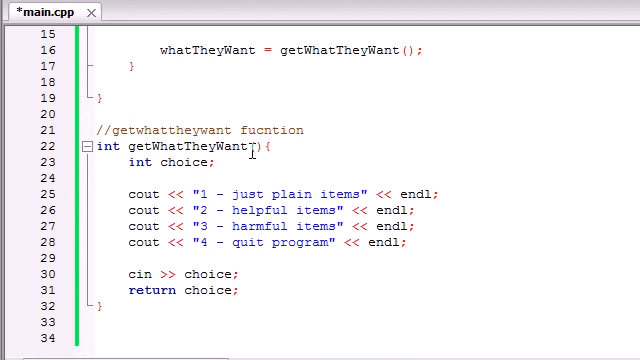 *main.cpp
15
16 whatTheyWant = getWhatTheyWant();
17 }
18
19 }
20
21 //getwhattheywant fucntion
22 int getWhatTheyWant(){
23 int choice;
24
25 cout << "1 - just plain items" << endl;
26 cout << "2 - helpful items" << endl;
27 cout << "3 - harmful items" << endl;
28 cout << "4 - quit program" << endl;
29
30 cin >> choice;
31 return choice;
32 }
33
34